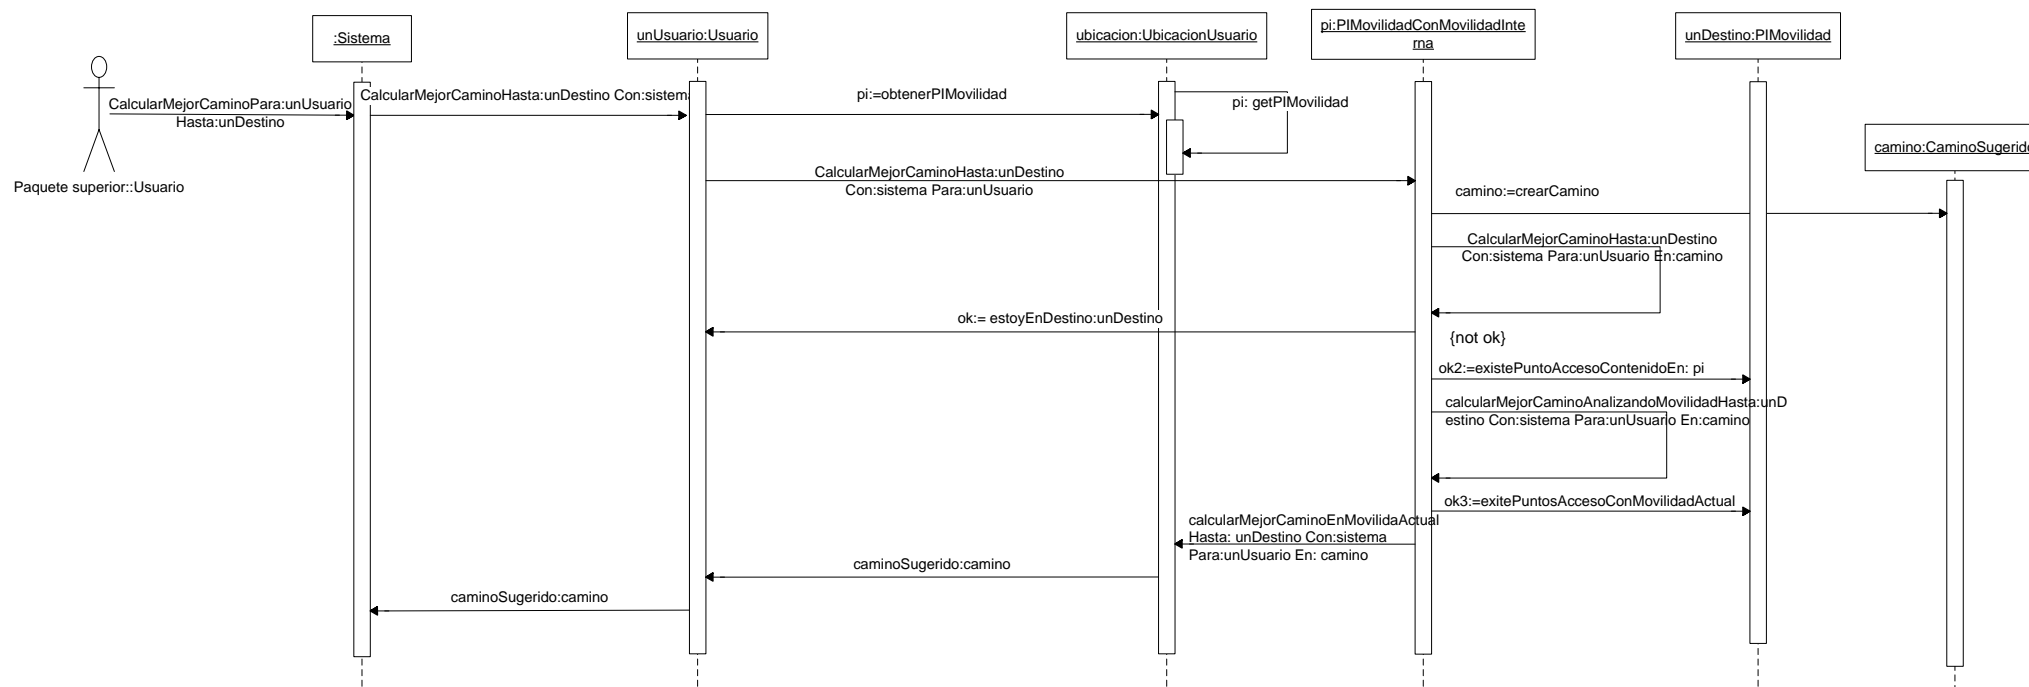 :Sistema
unUsuario:Usuario
ubicacion:UbicacionUsuario
pi:PIMovilidadConMovilidadInte
rna
unDestino:PIMovilidad
camino:CaminoSugerido
Paquete superior::Usuario
CalcularMejorCaminoPara:unUsuario
Hasta:unDestino
CalcularMejorCaminoHasta:unDestino Con:sistema
pi:=obtenerPIMovilidad
pi: getPIMovilidad
CalcularMejorCaminoHasta:unDestino
Con:sistema Para:unUsuario
camino:=crearCamino
CalcularMejorCaminoHasta:unDestino
Con:sistema Para:unUsuario En:camino
ok:= estoyEnDestino:unDestino
{not ok}
ok2:=existePuntoAccesoContenidoEn: pi
calcularMejorCaminoAnalizandoMovilidadHasta:unD
estino Con:sistema Para:unUsuario En:camino
ok3:=exitePuntosAccesoConMovilidadActual
calcularMejorCaminoEnMovilidaActual
Hasta: unDestino Con:sistema
Para:unUsuario En: camino
caminoSugerido:camino
caminoSugerido:camino